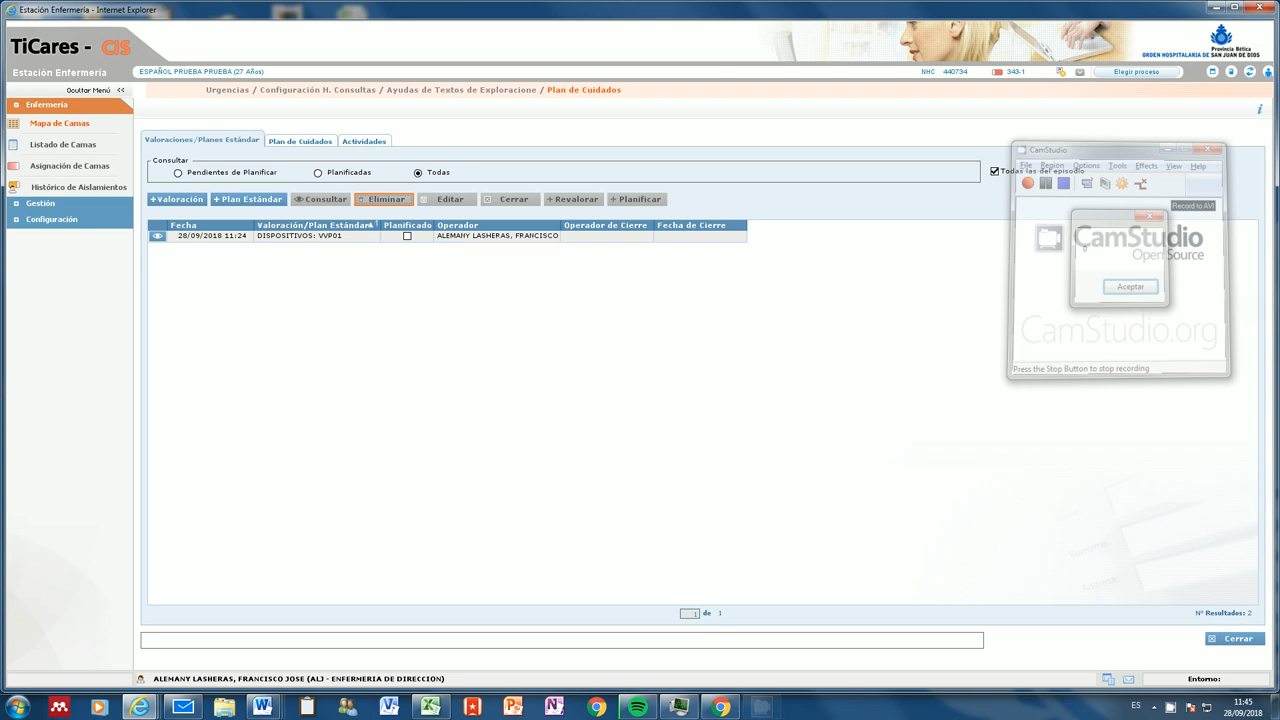 Estación Enfermería - Internet Explorer
TiCares - CIS
Provincia Bética
ORDEN HOSPITALARIA DE SAN JUAN DE DIOS
Estación Enfermería
ESPAÑOL PRUEBA PRUEBA (27 Años)
NHC 440734 343-1 Elegir proceso
Ocultar Menú <<
Urgencias / Configuración H. Consultas / Ayudas de Textos de Exploracione / Plan de Cuidados
Enfermería
Mapa de Camas
Listado de Camas
Asignación de Camas
Histórico de Aislamientos
Gestión
Configuración
Valoraciones/Planes Estándar Plan de Cuidados Actividades
Consultar
Pendientes de Planificar Planificadas Todas
Todas las del episodio
+Valoración +Plan Estándar Consultar Eliminar Editar Cerrar +Revalorar +Planificar
Fecha Valoración/Plan Estándar 1 Planificado Operador Operador de Cierre Fecha de Cierre
28/09/2018 11:24 DISPOSITIVOS: VVP01 ALEMANY LASHERAS, FRANCISCO
CamStudio
File Region Options Tools Effects View Help
Record to AVI
CamStudio
Open Source
Aceptar
CamStudio.org
Press the Stop Button to stop recording
1 de 1
Nº Resultados: 2
Cerrar
ALEMANY LASHERAS, FRANCISCO JOSE (ALJ - ENFERMERIA DE DIRECCION)
Entorno:
ES
11:45
28/09/2018